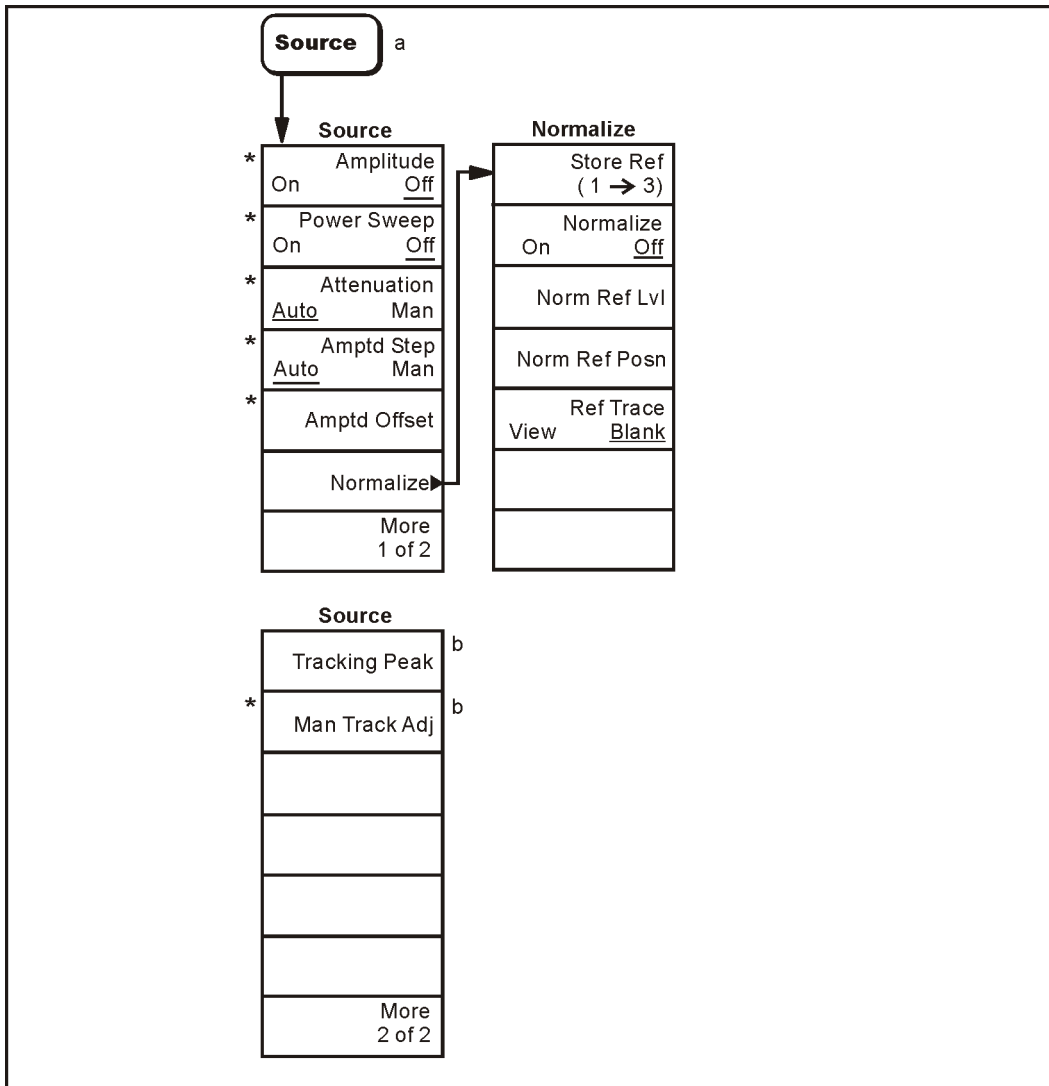 Source a
Source
* Amplitude
On Off
* Power Sweep
On Off
* Attenuation
Auto Man
* Amptd Step
Auto Man
* Amptd Offset
Normalize
More
1 of 2
Normalize
Store Ref
( 1 → 3)
Normalize
On Off
Norm Ref Lvl
Norm Ref Posn
Ref Trace
View Blank
Source
Tracking Peak b
* Man Track Adj b
More
2 of 2